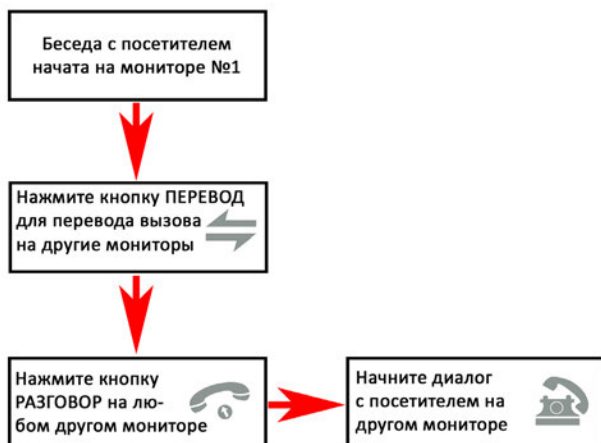 Беседа с посетителем
начата на мониторе №1
Нажмите кнопку ПЕРЕВОД
для перевода вызова
на другие мониторы
Нажмите кнопку
РАЗГОВОР на лю-
бом другом мониторе
Начните диалог
с посетителем на
другом мониторе